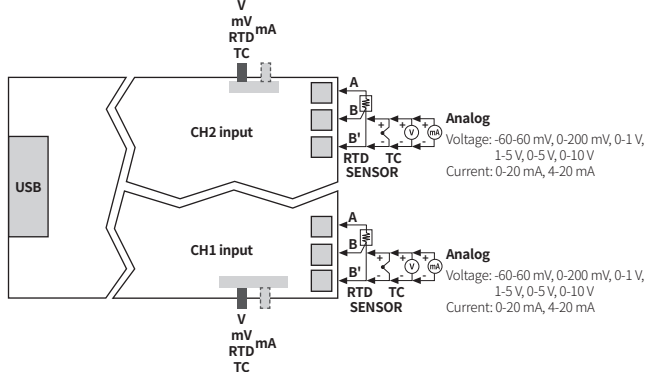 V
mV
RTD mA
TC
A
B
B'
CH2 input
+ + + V mA
- - -
RTD TC
SENSOR
Analog
Voltage: -60-60 mV, 0-200 mV, 0-1 V,
1-5 V, 0-5 V, 0-10 V
Current: 0-20 mA, 4-20 mA
USB
A
B
B'
CH1 input
+ + + V mA
- - -
RTD TC
SENSOR
Analog
Voltage: -60-60 mV, 0-200 mV, 0-1 V,
1-5 V, 0-5 V, 0-10 V
Current: 0-20 mA, 4-20 mA
V
mV
RTD mA
TC